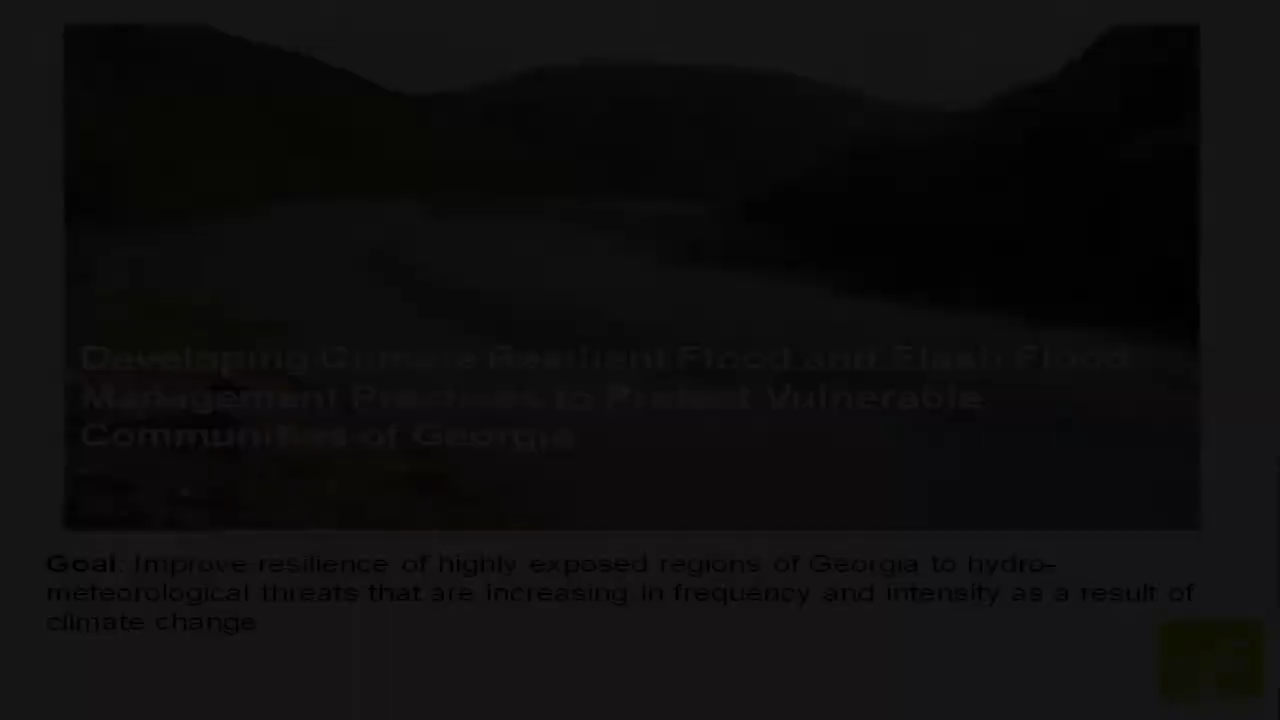 Developing Climate Resilient Flood and Flash Flood
Management Practices to Protect Vulnerable
Communities of Georgia
Goal: Improve resilience of highly exposed regions of Georgia to hydro-
meteorological threats that are increasing in frequency and intensity as a result of
climate change